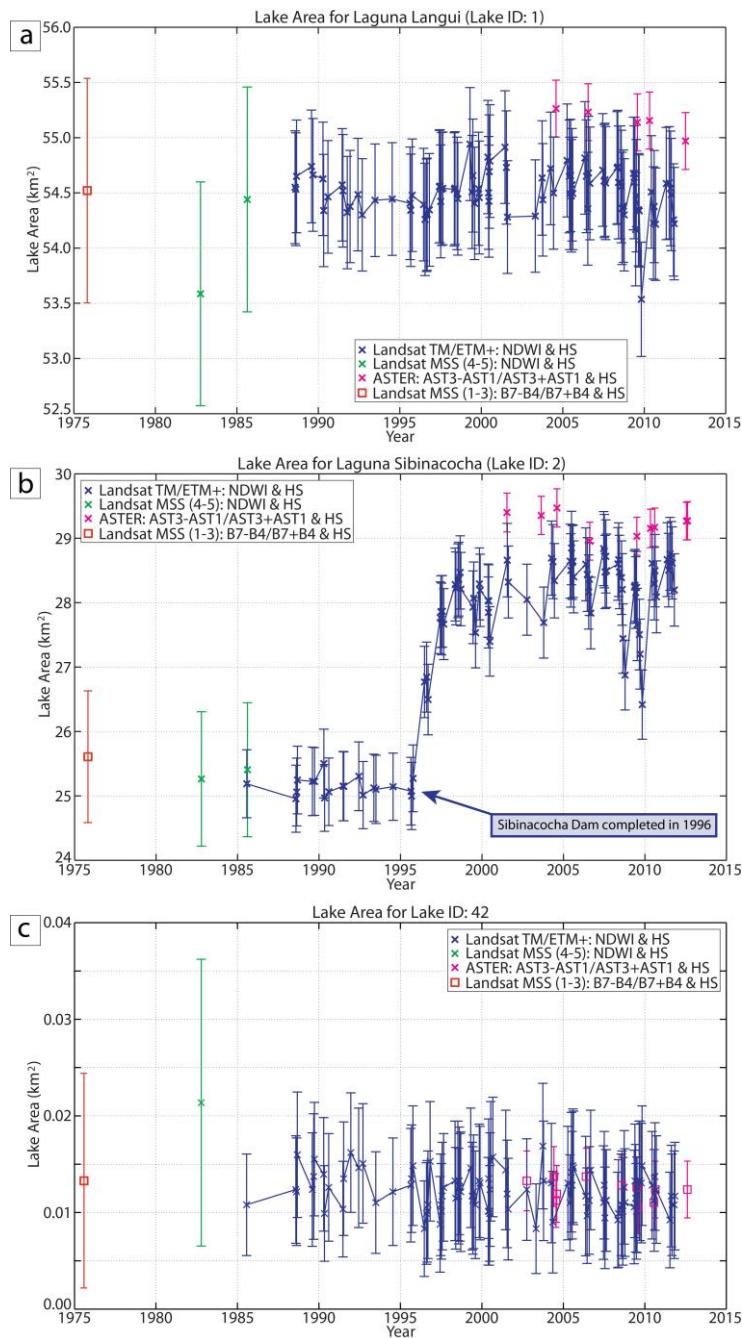 a
Lake Area for Laguna Langui (Lake ID: 1)
56.0
55.5
55.0
54.5
54.0
53.5
53.0
52.5
Lake Area (km²)
Landsat TM/ETM+: NDWI & HS
Landsat MSS (4-5): NDWI & HS
ASTER: AST3-AST1/AST3+AST1 & HS
Landsat MSS (1-3): B7-B4/B7+B4 & HS
1975 1980 1985 1990 1995 2000 2005 2010 2015
Year
b
Lake Area for Laguna Sibinacocha (Lake ID: 2)
30
29
28
27
26
25
24
Lake Area (km²)
Landsat TM/ETM+: NDWI & HS
Landsat MSS (4-5): NDWI & HS
ASTER: AST3-AST1/AST3+AST1 & HS
Landsat MSS (1-3): B7-B4/B7+B4 & HS
Sibinacocha Dam completed in 1996
1975 1980 1985 1990 1995 2000 2005 2010 2015
Year
c
Lake Area for Lake ID: 42
0.04
0.03
0.02
0.01
0.00
Lake Area (km²)
Landsat TM/ETM+: NDWI & HS
Landsat MSS (4-5): NDWI & HS
ASTER: AST3-AST1/AST3+AST1 & HS
Landsat MSS (1-3): B7-B4/B7+B4 & HS
1975 1980 1985 1990 1995 2000 2005 2010 2015
Year